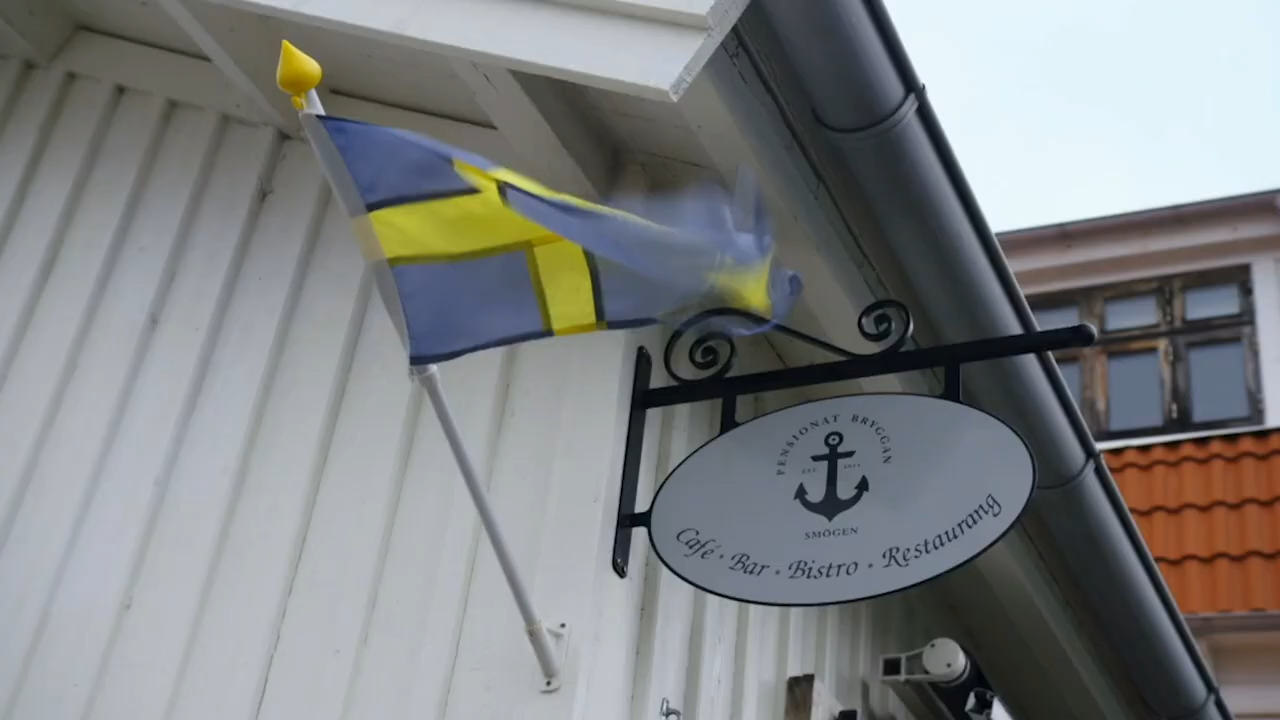 PENSIONAT BRYGGAN
SMÖGEN
Café · Bar · Bistro · Restaurang